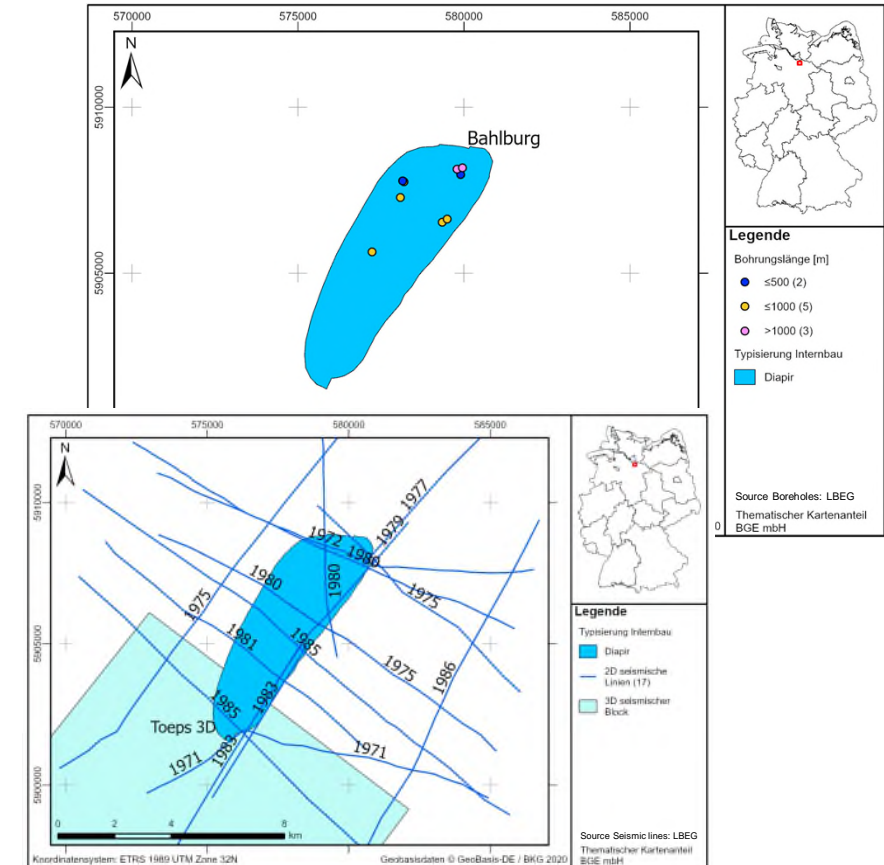 570000
575000
580000
585000
N
5910000
5905000
Bahlburg
Legende
Bohrungslänge [m]
≤500 (2)
≤1000 (5)
>1000 (3)
Typisierung Internbau
Diapir
Source Boreholes: LBEG
Thematischer Kartenanteil
BGE mbH
0
570000
575000
580000
585000
N
5910000
5905000
5900000
1977
1979
1972
1980
1980
1980
1975
1975
1981
1985
1975
1986
1983
1985
Toeps 3D
1983
1971
1971
0
2
4
8
km
Koordinatensystem: ETRS 1989 UTM Zone 32N
Geobasisdaten © GeoBasis-DE / BKG 2020
Legende
Typisierung Internbau
Diapir
2D seismische
Linien (17)
3D seismischer
Block
Source Seismic lines: LBEG
Thematischer Kartenanteil
BGE mbH